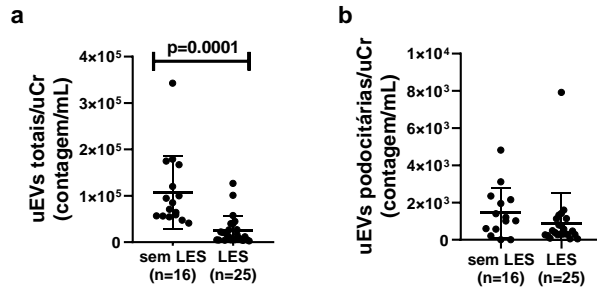 a
uEVs totais/uCr
(contagem/mL)
p=0.0001
4×10⁵
3×10⁵
2×10⁵
1×10⁵
0
sem LES
(n=16)
LES
(n=25)
b
uEVs podocitárias/uCr
(contagem/mL)
1×10⁴
8×10³
6×10³
4×10³
2×10³
0
sem LES
(n=16)
LES
(n=25)